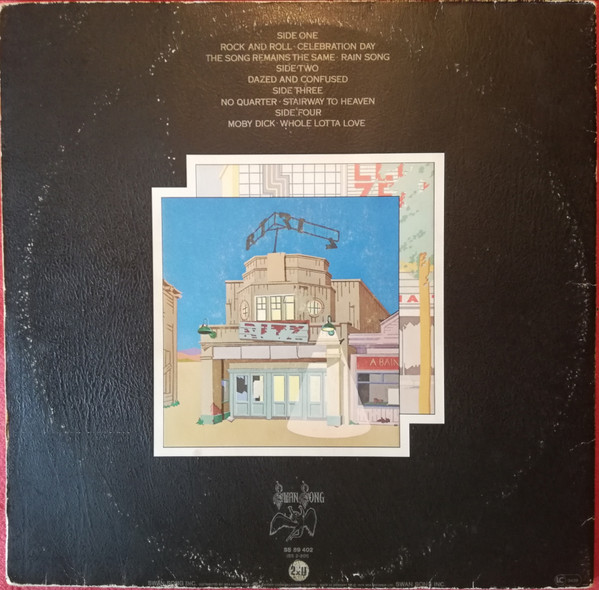 SIDE ONE
ROCK AND ROLL · CELEBRATION DAY
THE SONG REMAINS THE SAME · RAIN SONG
SIDE TWO
DAZED AND CONFUSED
SIDE THREE
NO QUARTER · STAIRWAY TO HEAVEN
SIDE FOUR
MOBY DICK · WHOLE LOTTA LOVE
RITZ
SWAN SONG
SS 89 402
SWAN SONG INC.
SWAN SONG INC.